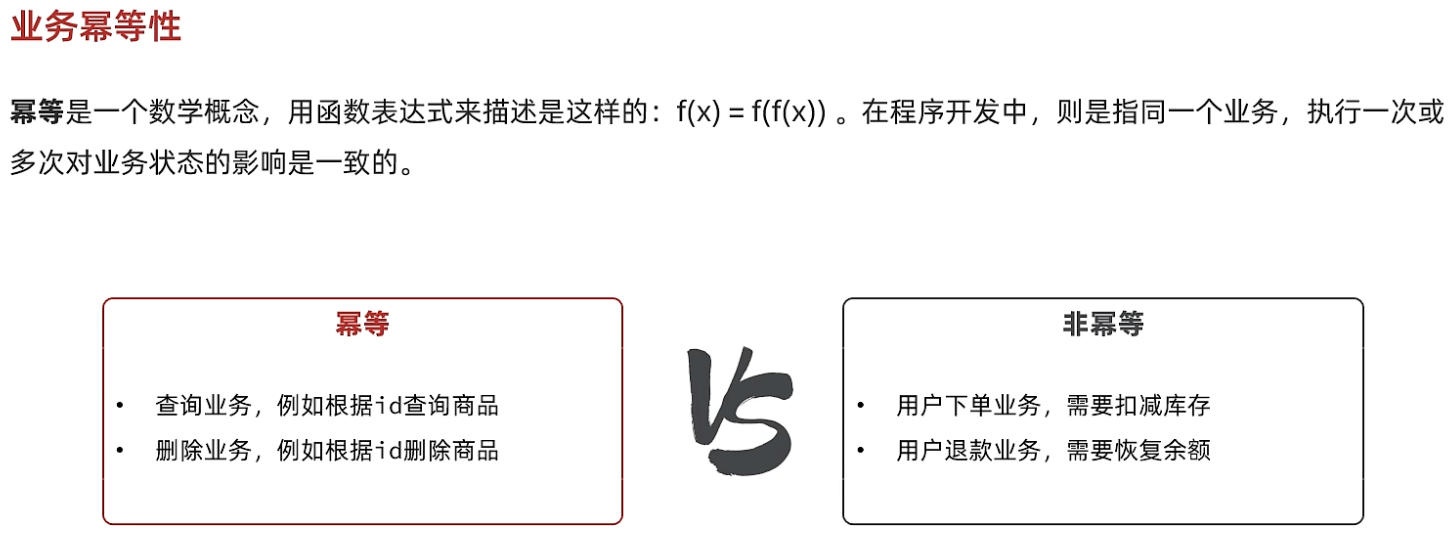 业务幂等性
幂等是一个数学概念，用函数表达式来描述是这样的：f(x) = f(f(x)) 。在程序开发中，则是指同一个业务，执行一次或
多次对业务状态的影响是一致的。
幂等
• 查询业务，例如根据id查询商品
• 删除业务，例如根据id删除商品
VS
非幂等
• 用户下单业务，需要扣减库存
• 用户退款业务，需要恢复余额